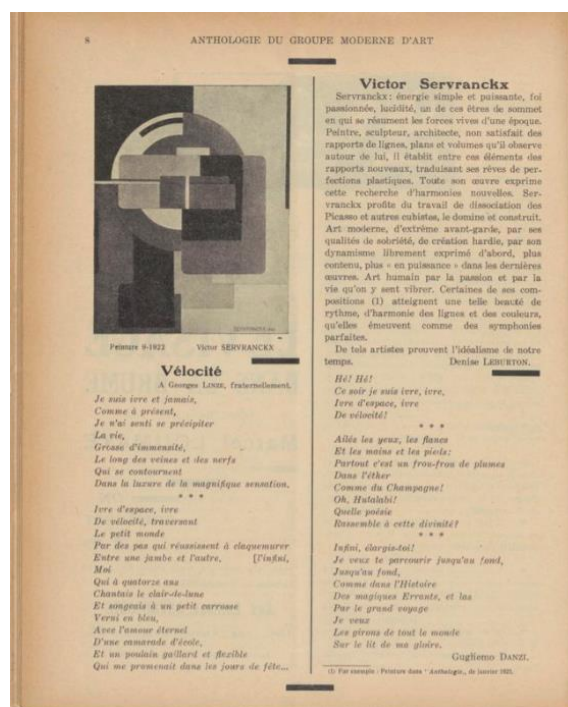 8
ANTHOLOGIE DU GROUPE MODERNE D'ART
SERVRANCKX
Peinture 9-1922 Victor SERVRANCKX
Vélocité
A Georges LINZE, fraternellement.
Je suis ivre et jamais,
Comme à présent,
Je n'ai senti se précipiter
La vie,
Grosse d'immensité,
Le long des veines et des nerfs
Qui se contournent
Dans la luxure de la magnifique sensation.
* * *
Ivre d'espace, ivre
De vélocité, traversant
Le petit monde
Par des pas qui réussissent à claquemurer
Entre une jambe et l'autre, [l'infini,
Moi
Qui à quatorze ans
Chantais le clair-de-lune
Et songeais à un petit carrosse
Verni en bleu,
Avec l'amour éternel
D'une camarade d'école,
Et un poulain gaillard et flexible
Qui me promenait dans les jours de fête...
Victor Servranckx
Servranckx : énergie simple et puissante, foi
passionnée, lucidité, un de ces êtres de sommet
en qui se résument les forces vives d'une époque.
Peintre, sculpteur, architecte, non satisfait des
rapports de lignes, plans et volumes qu'il observe
autour de lui, il établit entre ces éléments des
rapports nouveaux, traduisant ses rêves de per-
fections plastiques. Toute son œuvre exprime
cette recherche d'harmonies nouvelles. Ser-
vranckx profite du travail de dissociation des
Picasso et autres cubistes, le domine et construit.
Art moderne, d'extrême avant-garde, par ses
qualités de sobriété, de création hardie, par son
dynamisme librement exprimé d'abord, plus
contenu, plus « en puissance » dans les dernières
œuvres. Art humain par la passion et par la
vie qu'on y sent vibrer. Certaines de ses com-
positions (1) atteignent une telle beauté de
rythme, d'harmonie des lignes et des couleurs,
qu'elles émeuvent comme des symphonies
parfaites.
De tels artistes prouvent l'idéalisme de notre
temps. Denise LEBURTON.
Hé! Hé!
Ce soir je suis ivre, ivre,
Ivre d'espace, ivre
De vélocité!
* * *
Ailés les yeux, les flancs
Et les mains et les pieds:
Partout c'est un frou-frou de plumes
Dans l'éther
Comme du Champagne!
Oh, Hutalabi!
Quelle poésie
Rassemble à cette divinité!
* * *
Infini, élargis-toi!
Je veux te parcourir jusqu'au fond,
Jusqu'au fond,
Comme dans l'Histoire
Des magiques Errants, et las
Par le grand voyage
Je veux
Les girons de tout le monde
Sur le lit de ma gloire.
Guglielmo DANZI.
(1) Par exemple : Peinture dans " Anthologie „ de janvier 1925.